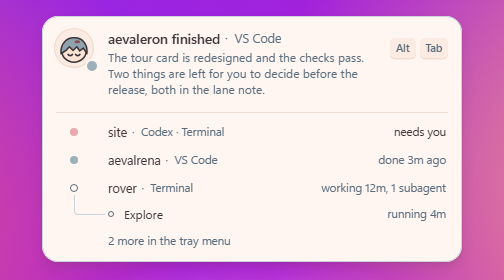 aevaleron finished · VS Code
The tour card is redesigned and the checks pass.
Two things are left for you to decide before the
release, both in the lane note.
Alt Tab
site · Codex · Terminal needs you
aevalrena · VS Code done 3m ago
rover · Terminal working 12m, 1 subagent
Explore running 4m
2 more in the tray menu